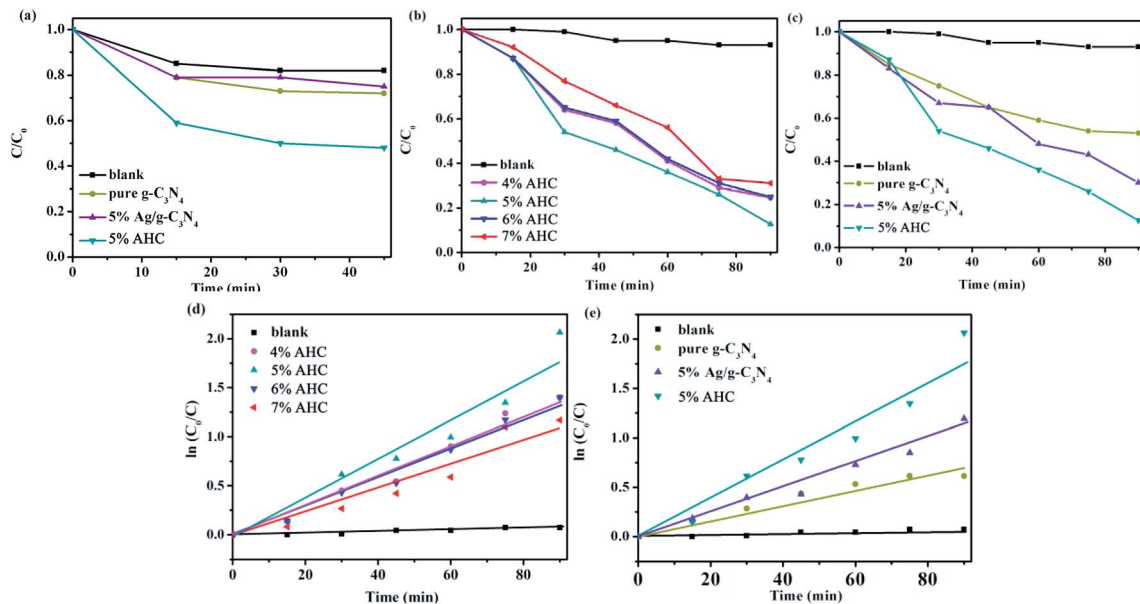 (a)
1.0
0.8
0.6
0.4
0.2
0.0
C/C₀
blank
pure g-C₃N₄
5% Ag/g-C₃N₄
5% AHC
0 10 20 30 40
Time (min)
(b)
1.0
0.8
0.6
0.4
0.2
0.0
C/C₀
blank
4% AHC
5% AHC
6% AHC
7% AHC
0 20 40 60 80
Time (min)
(c)
1.0
0.8
0.6
0.4
0.2
0.0
C/C₀
blank
pure g-C₃N₄
5% Ag/g-C₃N₄
5% AHC
0 20 40 60 80
Time (min)
(d)
2.0
1.5
1.0
0.5
0.0
ln (C₀/C)
blank
4% AHC
5% AHC
6% AHC
7% AHC
0 20 40 60 80
Time (min)
(e)
2.0
1.5
1.0
0.5
0.0
ln (C₀/C)
blank
pure g-C₃N₄
5% Ag/g-C₃N₄
5% AHC
0 20 40 60 80
Time (min)